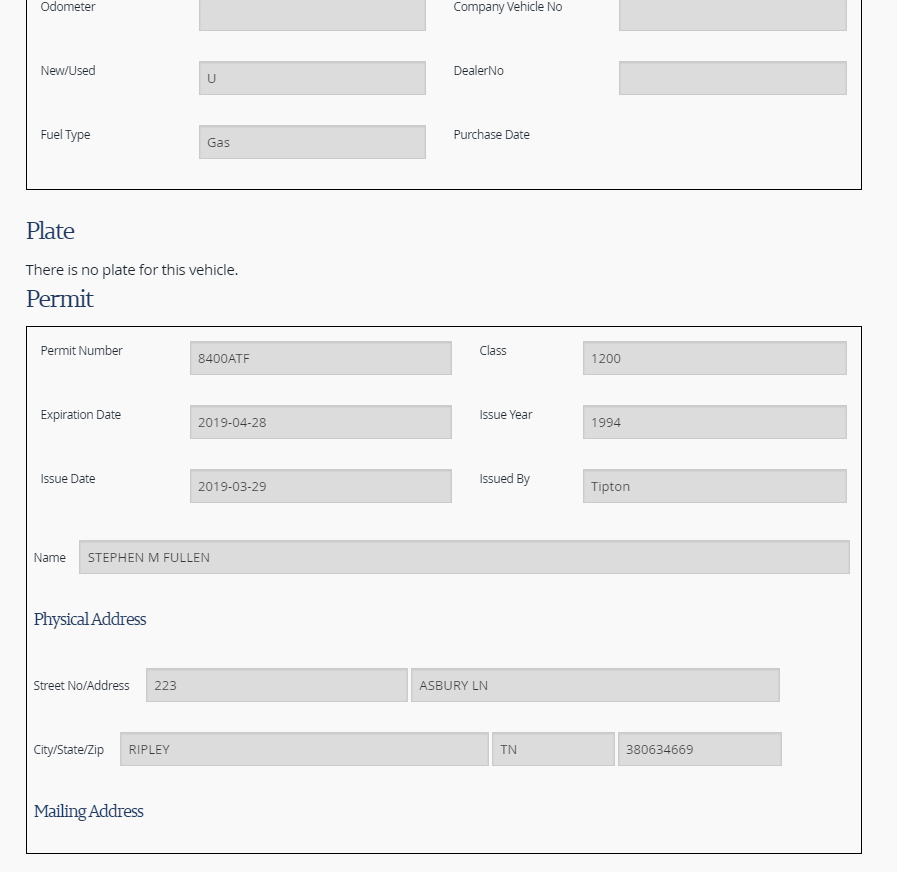 Odometer Company Vehicle No
New/Used U DealerNo
Fuel Type Gas Purchase Date
Plate
There is no plate for this vehicle.
Permit
Permit Number 8400ATF Class 1200
Expiration Date 2019-04-28 Issue Year 1994
Issue Date 2019-03-29 Issued By Tipton
Name STEPHEN M FULLEN
Physical Address
Street No/Address 223 ASBURY LN
City/State/Zip RIPLEY TN 380634669
Mailing Address